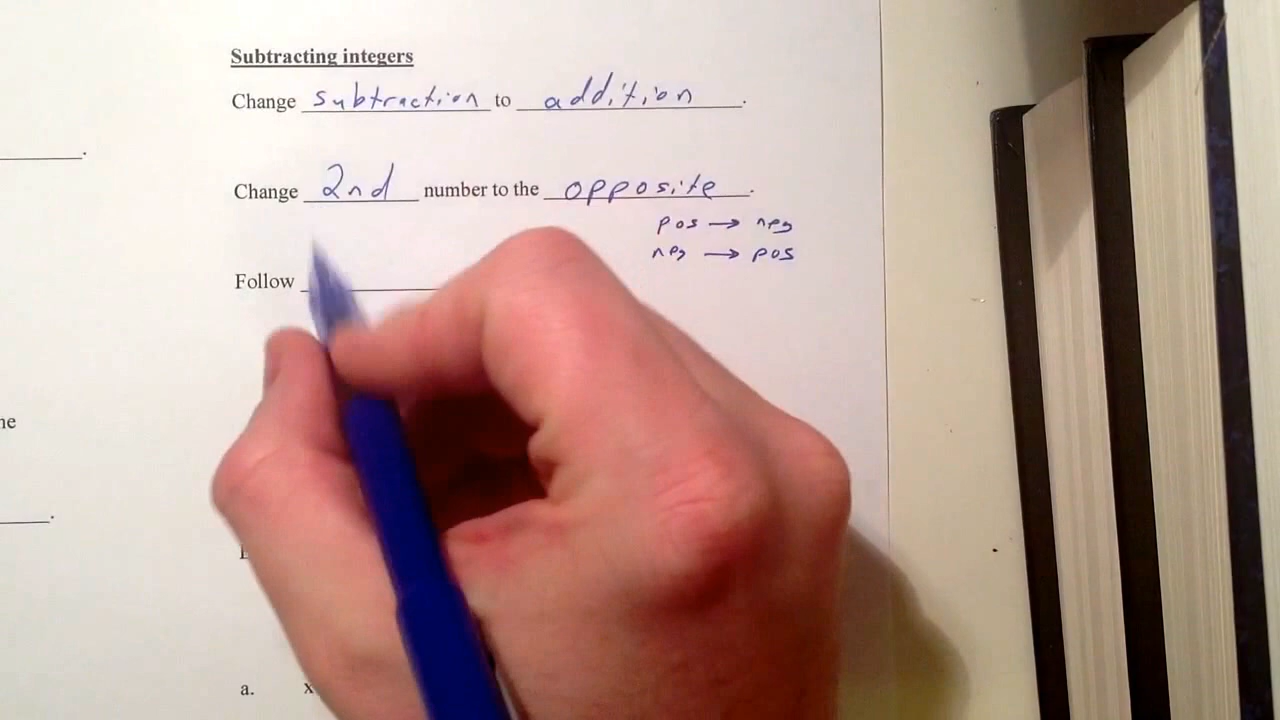 Subtracting integers
Change subtraction to addition.
.
Change 2nd number to the opposite.
pos → neg
neg → pos
Follow
.
a. x